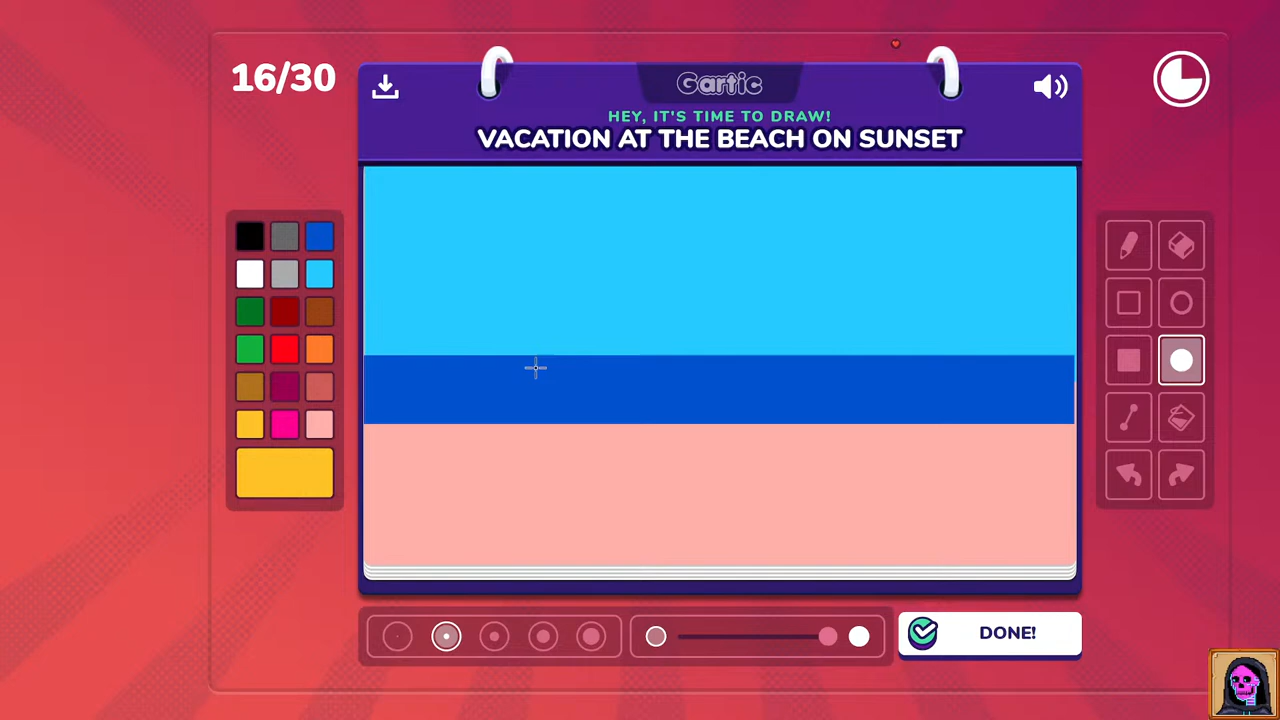 16/30
Gartic
HEY, IT'S TIME TO DRAW!
VACATION AT THE BEACH ON SUNSET
DONE!